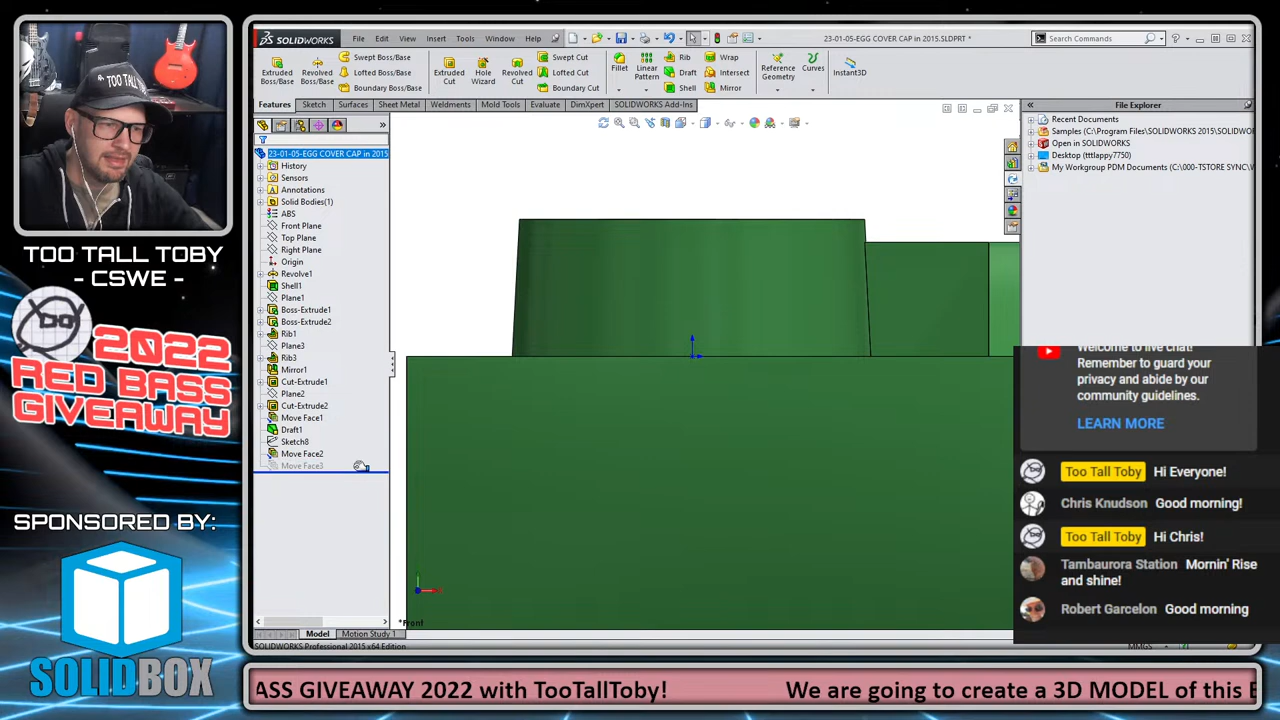 TOO TALL TOBY
- CSWE -
2022
RED BASS
GIVEAWAY
SPONSORED BY:
SOLIDBOX
SOLIDWORKS
File Edit View Insert Tools Window Help
23-01-05-EGG COVER CAP in 2015.SLDPRT *
Search Commands
Extruded Boss/Base
Revolved Boss/Base
Swept Boss/Base
Lofted Boss/Base
Boundary Boss/Base
Extruded Cut
Hole Wizard
Revolved Cut
Swept Cut
Lofted Cut
Boundary Cut
Fillet
Linear Pattern
Rib
Draft
Shell
Wrap
Intersect
Mirror
Reference Geometry
Curves
Instant3D
Features Sketch Surfaces Sheet Metal Weldments Mold Tools Evaluate DimXpert SOLIDWORKS Add-Ins
23-01-05-EGG COVER CAP in 2015
History
Sensors
Annotations
Solid Bodies(1)
ABS
Front Plane
Top Plane
Right Plane
Origin
Revolve1
Shell1
Plane1
Boss-Extrude1
Boss-Extrude2
Rib1
Plane3
Rib3
Mirror1
Cut-Extrude1
Plane2
Cut-Extrude2
Move Face1
Draft1
Sketch8
Move Face2
Move Face3
*Front
Model Motion Study 1
SOLIDWORKS Professional 2015 x64 Edition
MMGS
File Explorer
Recent Documents
Samples (C:\Program Files\SOLIDWORKS 2015\SOLIDWO
Open in SOLIDWORKS
Desktop (tttlappy7750)
My Workgroup PDM Documents (C:\000-TSTORE SYNC\V
Welcome to live chat!
Remember to guard your
privacy and abide by our
community guidelines.
LEARN MORE
Too Tall Toby Hi Everyone!
Chris Knudson Good morning!
Too Tall Toby Hi Chris!
Tambaurora Station Mornin' Rise
and shine!
Robert Garcelon Good morning
ASS GIVEAWAY 2022 with TooTallToby! We are going to create a 3D MODEL of this E